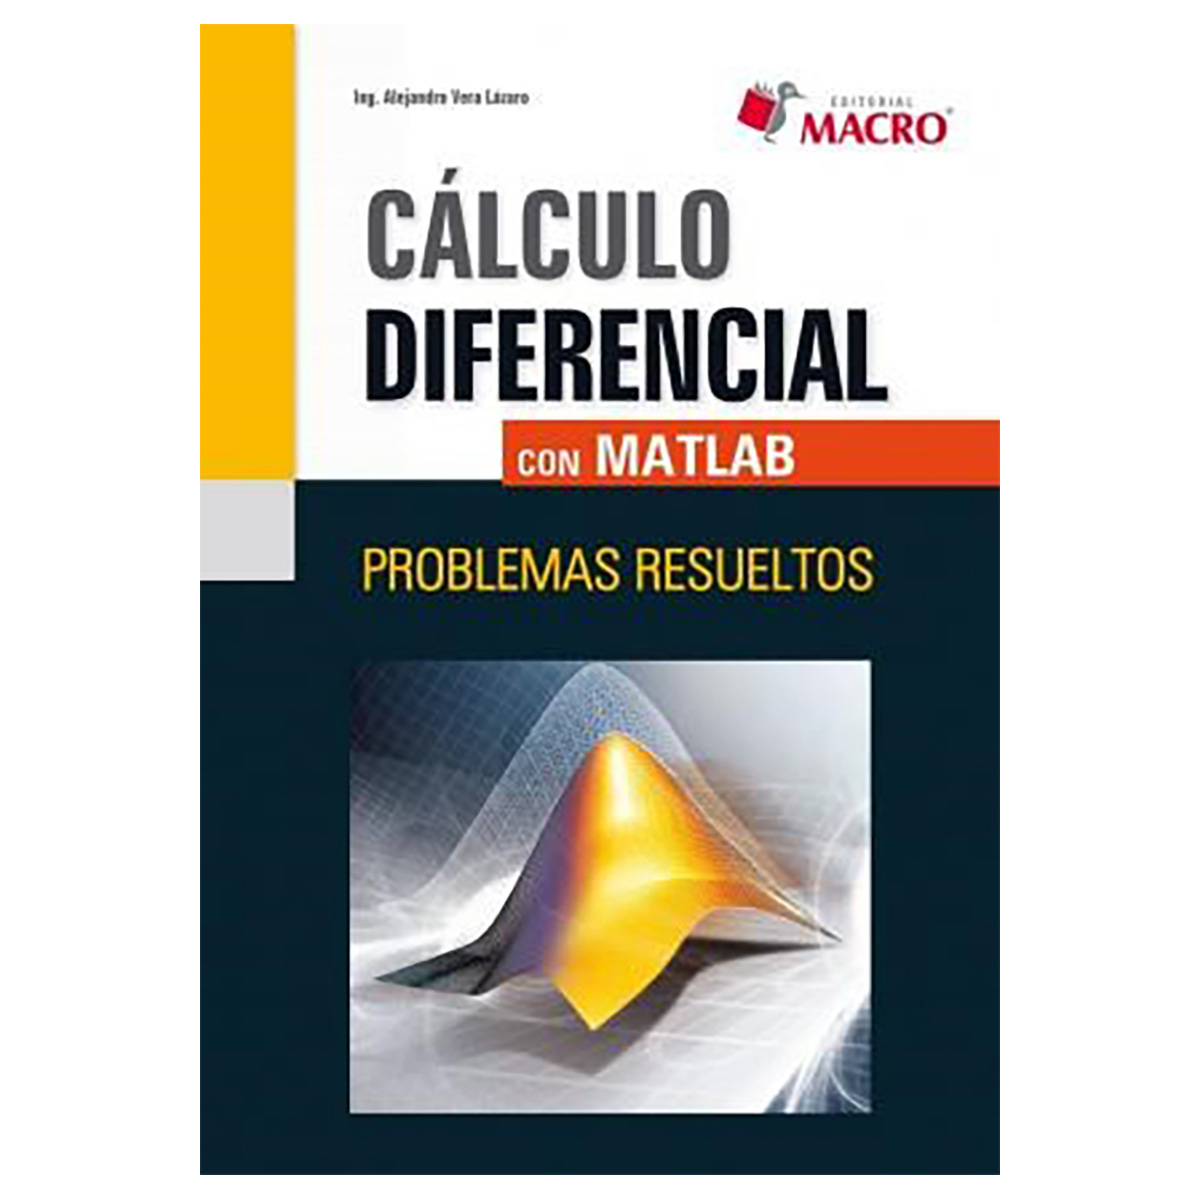 Ing. Alejandro Vera Lázaro
EDITORIAL
MACRO®
CÁLCULO
DIFERENCIAL
CON MATLAB
PROBLEMAS RESUELTOS